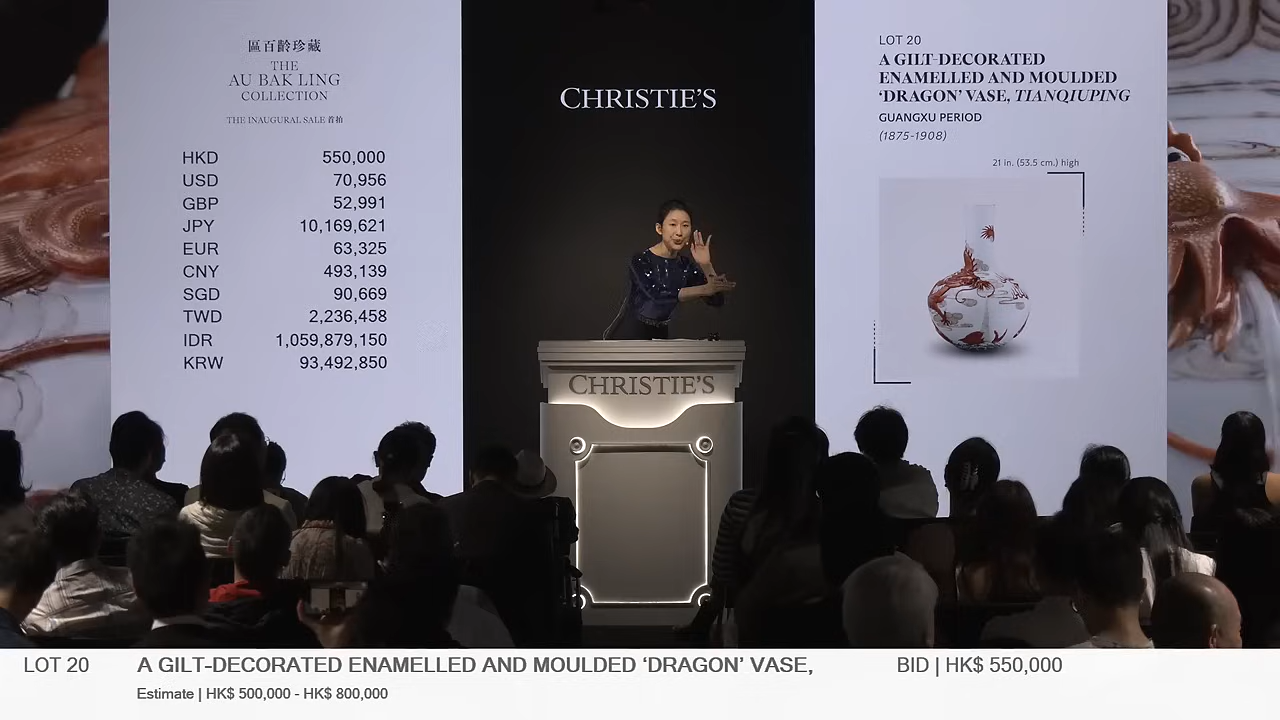 區百齡珍藏
THE
AU BAK LING
COLLECTION
THE INAUGURAL SALE 首拍
HKD 550,000
USD 70,956
GBP 52,991
JPY 10,169,621
EUR 63,325
CNY 493,139
SGD 90,669
TWD 2,236,458
IDR 1,059,879,150
KRW 93,492,850
CHRISTIE'S
LOT 20
A GILT-DECORATED
ENAMELLED AND MOULDED
‘DRAGON’ VASE, TIANQIUPING
GUANGXU PERIOD
(1875-1908)
21 in. (53.5 cm.) high
CHRISTIE'S
LOT 20 A GILT-DECORATED ENAMELLED AND MOULDED ‘DRAGON’ VASE, BID | HK$ 550,000
Estimate | HK$ 500,000 - HK$ 800,000